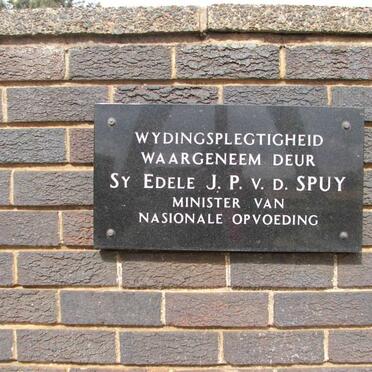 WYDINGSPLEGTIGHEID
WAARGENEEM DEUR
SY EDELE J. P. V. D. SPUY
MINISTER VAN
NASIONALE OPVOEDING